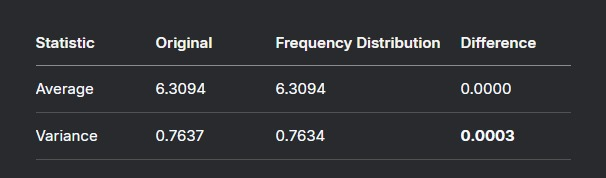 Statistic Original Frequency Distribution Difference
Average 6.3094 6.3094 0.0000
Variance 0.7637 0.7634 0.0003